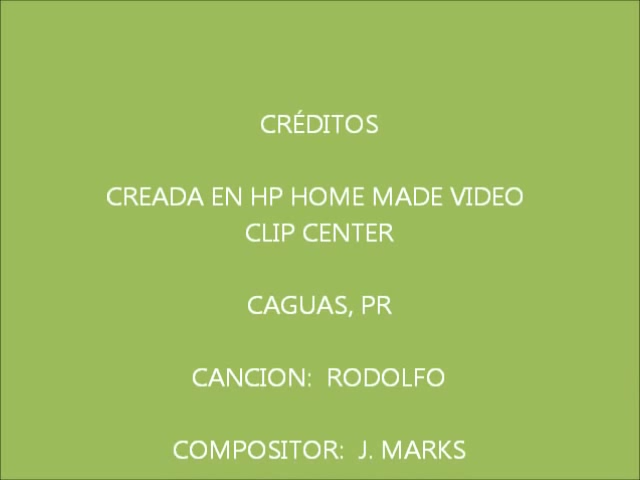 CRÉDITOS
CREADA EN HP HOME MADE VIDEO
CLIP CENTER
CAGUAS, PR
CANCION:  RODOLFO
COMPOSITOR:  J. MARKS